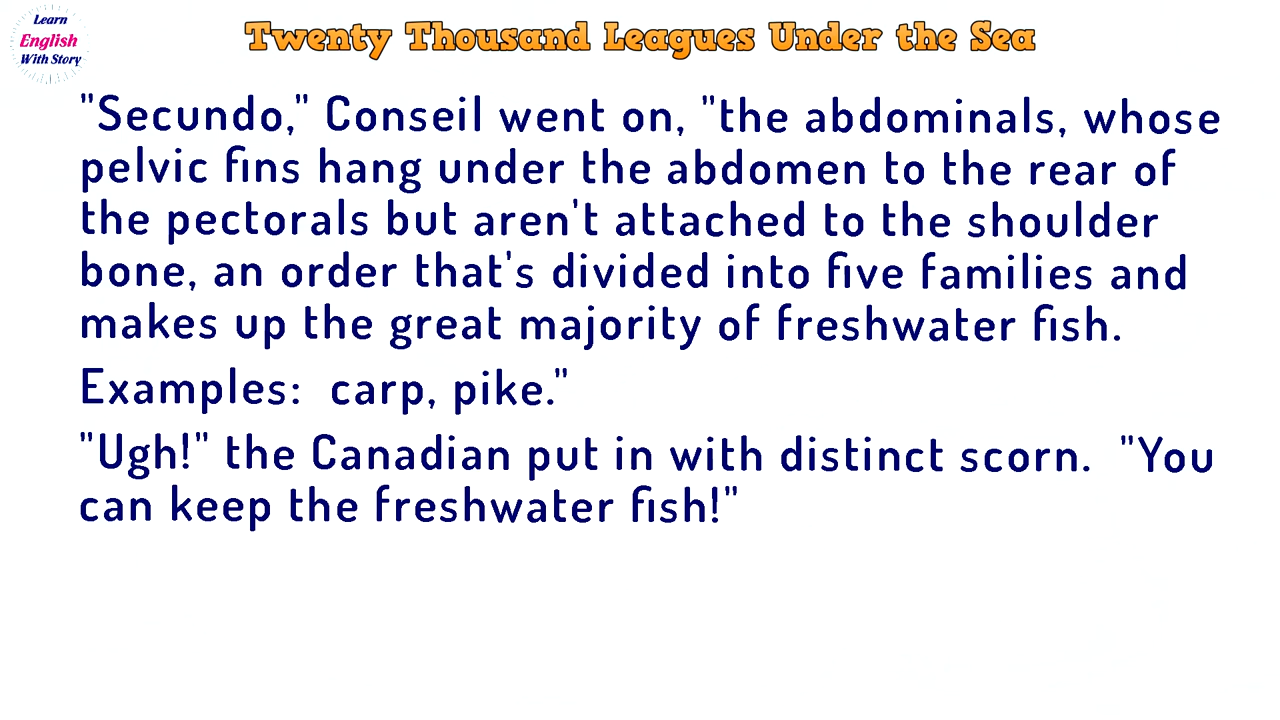 Learn
English
With Story
Twenty Thousand Leagues Under the Sea
"Secundo," Conseil went on, "the abdominals, whose
pelvic fins hang under the abdomen to the rear of
the pectorals but aren't attached to the shoulder
bone, an order that's divided into five families and
makes up the great majority of freshwater fish.
Examples:  carp, pike."
"Ugh!" the Canadian put in with distinct scorn.  "You
can keep the freshwater fish!"